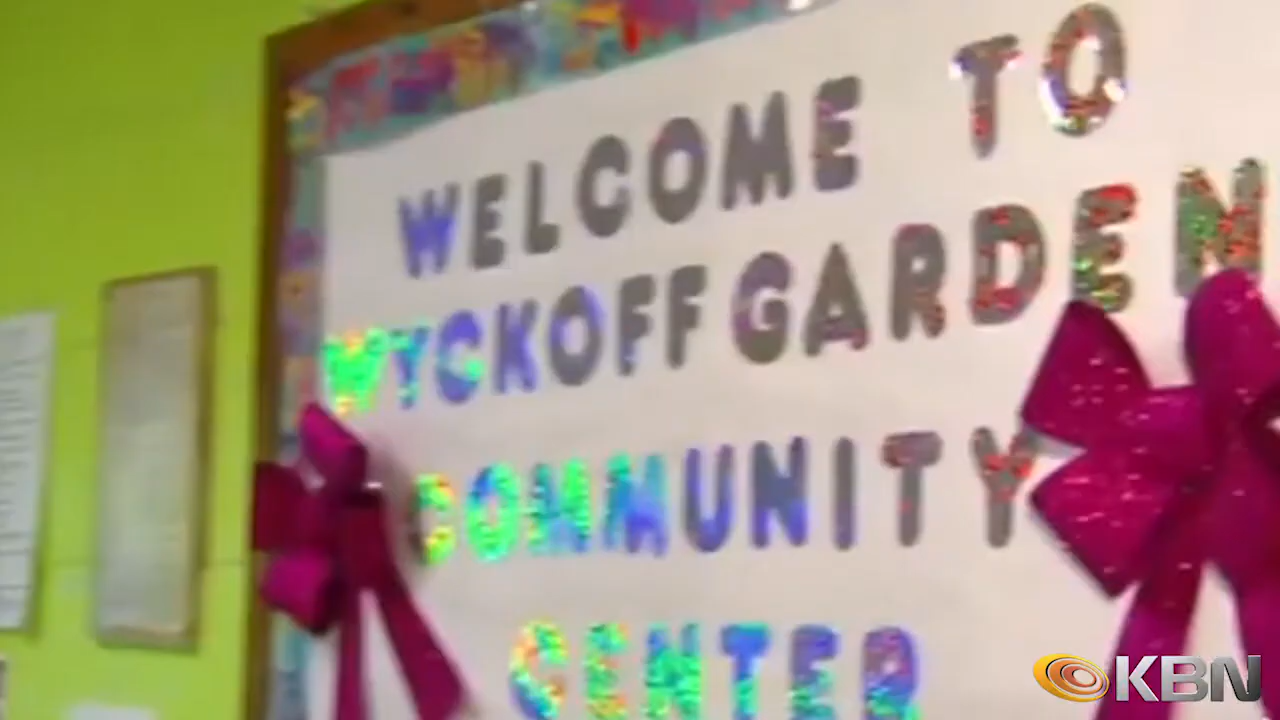 WELCOME TO
WYCKOFF GARDEN
COMMUNITY
CENTER
KBN